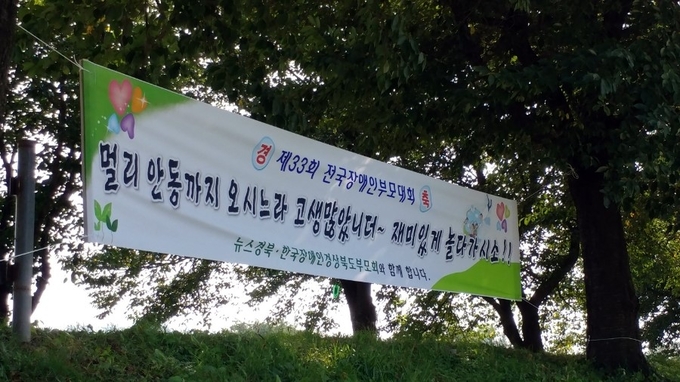 경 제33회 전국장애인부모대회 축
멀리 안동까지 오시느라 고생많았니더~ 재미있게 놀다가시소!!
뉴스경북·한국장애인경상북도부모회와 함께 합니다.